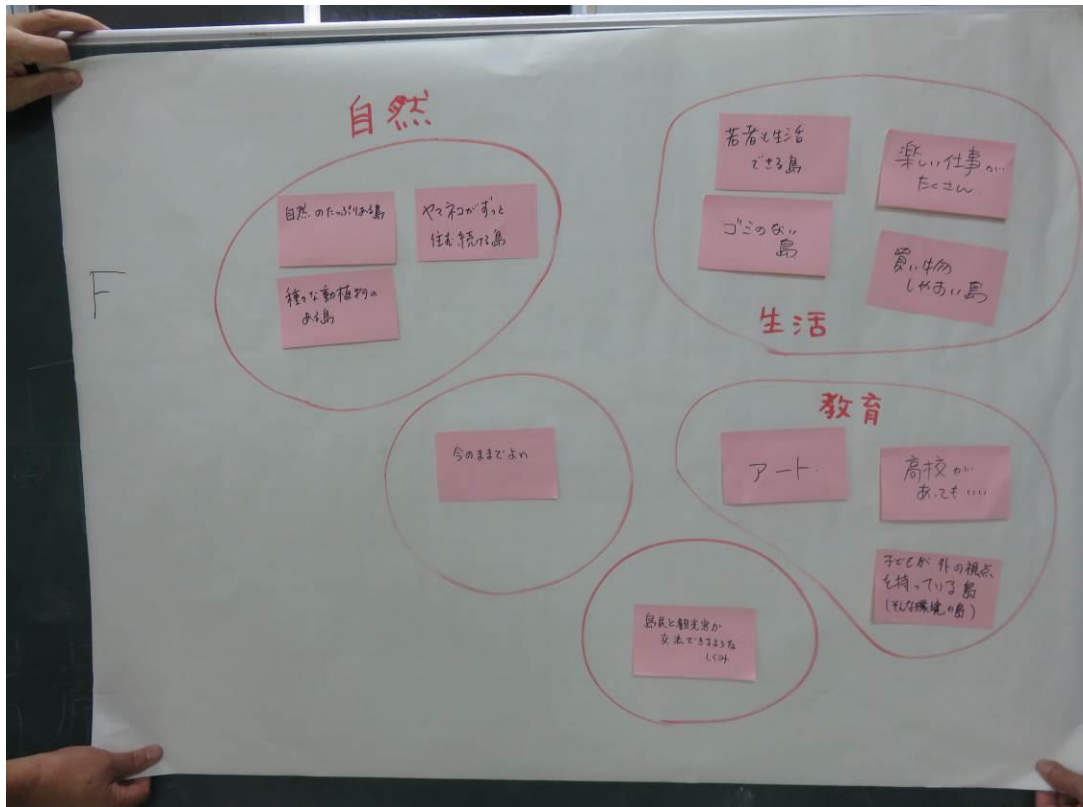 F
自然
自然のたっぷりある島
ヤマネコがずっと
住む続ける島
種々な動植物の
ある島
若者も生活
できる島
楽しい仕事が
たくさん
ゴミのない
島
買い物
しやすい島
生活
今のままでよい
教育
アート
高校が
あってもいい
子どもが外の視点
を持っている島
(そんな環境の島)
島民と観光客が
交流できるような
しくみ